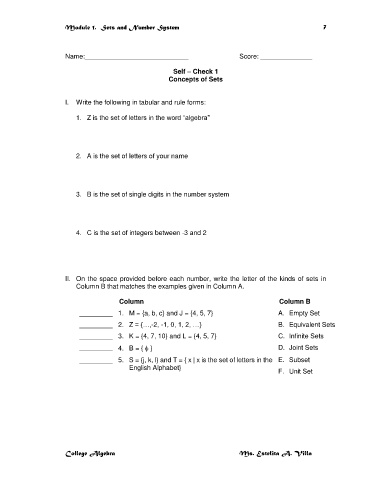 Module 1. Sets and Number System 7
Name:______________________________ Score: _______________
Self – Check 1
Concepts of Sets
I. Write the following in tabular and rule forms:
1. Z is the set of letters in the word “algebra”
2. A is the set of letters of your name
3. B is the set of single digits in the number system
4. C is the set of integers between -3 and 2
II. On the space provided before each number, write the letter of the kinds of sets in
Column B that matches the examples given in Column A.
Column Column B
__________ 1. M = {a, b, c} and J = {4, 5, 7} A. Empty Set
__________ 2. Z = {…,-2, -1, 0, 1, 2, …} B. Equivalent Sets
__________ 3. K = {4, 7, 10} and L = {4, 5, 7} C. Infinite Sets
__________ 4. B = { ϕ } D. Joint Sets
__________ 5. S = {j, k, l} and T = { x | x is the set of letters in the E. Subset
English Alphabet} F. Unit Set
College Algebra Ms. Estelita A. Villa